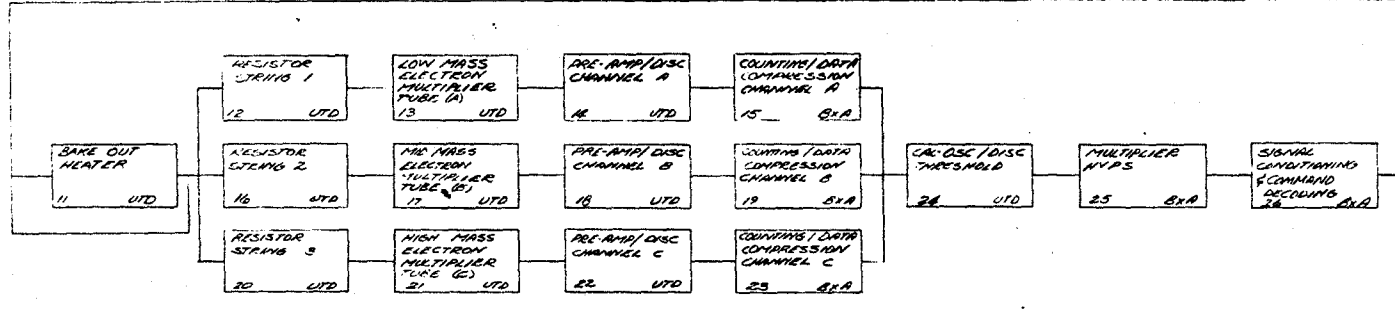 RESISTOR
STRING 1
12 UTD
LOW MASS
ELECTRON
MULTIPLIER
TUBE (A)
13 UTD
PRE-AMP/DISC
CHANNEL A
14 UTD
COUNTING/DATA
COMPRESSION
CHANNEL A
15 BXA
BAKE OUT
HEATER
11 UTD
RESISTOR
STRING 2
16 UTD
MID MASS
ELECTRON
MULTIPLIER
TUBE (B)
17 UTD
PRE-AMP/DISC
CHANNEL B
18 UTD
COUNTING/DATA
COMPRESSION
CHANNEL B
19 BXA
CAL-OSC/DISC
THRESHOLD
24 UTD
MULTIPLIER
HVPS
25 BXA
SIGNAL
CONDITIONING
& COMMAND
DECODING
26 BXA
RESISTOR
STRING 3
20 UTD
HIGH MASS
ELECTRON
MULTIPLIER
TUBE (C)
21 UTD
PRE-AMP/DISC
CHANNEL C
22 UTD
COUNTING/DATA
COMPRESSION
CHANNEL C
23 BXA